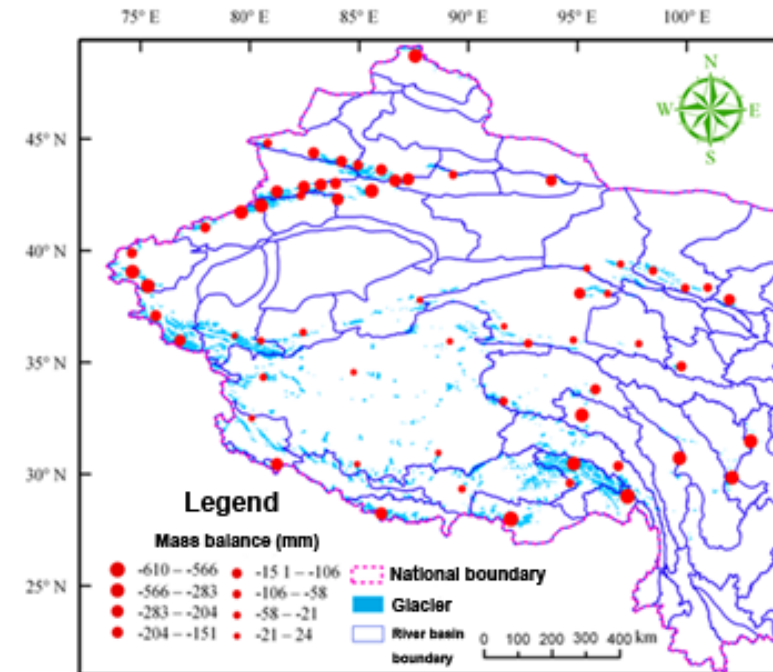 75° E 80° E 85° E 90° E 95° E 100° E
N
W E
S
45° N
40° N
35° N
30° N
25° N
Legend
Mass balance (mm)
-610 – -566
-566 – -283
-283 – -204
-204 – -151
-15 1 – -106
-106 – -58
-58 – -21
-21 – 24
National boundary
Glacier
River basin
boundary
0 100 200 300 400 km